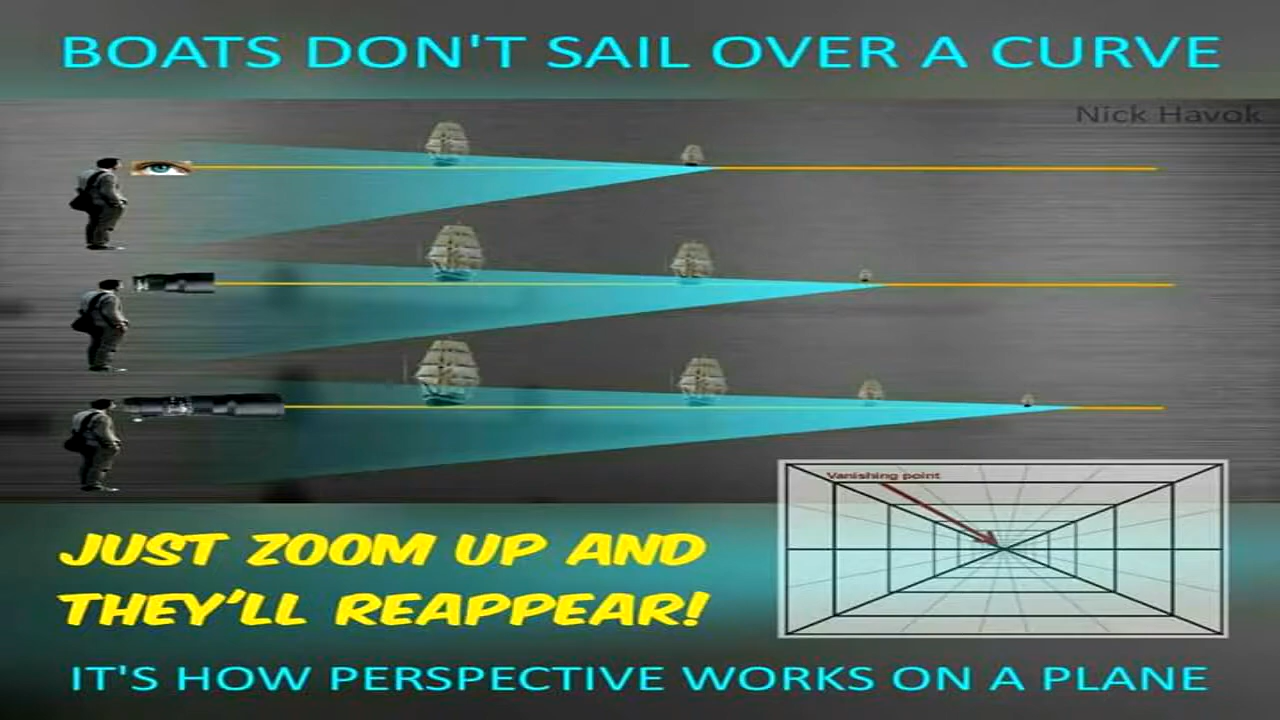 BOATS DON'T SAIL OVER A CURVE
Nick Havok
Vanishing point
JUST ZOOM UP AND
THEY'LL REAPPEAR!
IT'S HOW PERSPECTIVE WORKS ON A PLANE